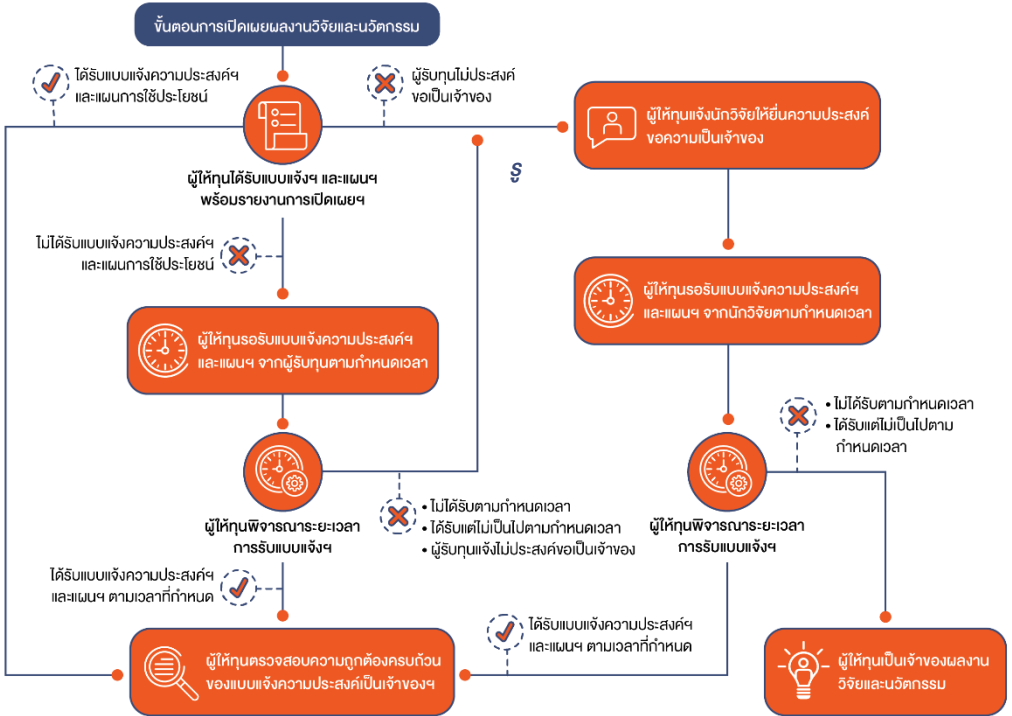 ขั้นตอนการเปิดเผยผลงานวิจัยและนวัตกรรม
ได้รับแบบแจ้งความประสงค์ฯ
และแผนการใช้ประโยชน์
ผู้รับทุนไม่ประสงค์
ขอเป็นเจ้าของ
ผู้ให้ทุนแจ้งนักวิจัยให้ยื่นความประสงค์
ขอความเป็นเจ้าของ
ผู้ให้ทุนได้รับแบบแจ้งฯ และแผนฯ
พร้อมรายงานการเปิดเผยฯ
รู
ไม่ได้รับแบบแจ้งความประสงค์ฯ
และแผนการใช้ประโยชน์
ผู้ให้ทุนรอรับแบบแจ้งความประสงค์ฯ
และแผนฯ จากนักวิจัยตามกำหนดเวลา
ผู้ให้ทุนรอรับแบบแจ้งความประสงค์ฯ
และแผนฯ จากผู้รับทุนตามกำหนดเวลา
• ไม่ได้รับตามกำหนดเวลา
• ได้รับแต่ไม่เป็นไปตาม
กำหนดเวลา
ผู้ให้ทุนพิจารณาระยะเวลา
การรับแบบแจ้งฯ
• ไม่ได้รับตามกำหนดเวลา
• ได้รับแต่ไม่เป็นไปตามกำหนดเวลา
• ผู้รับทุนแจ้งไม่ประสงค์ขอเป็นเจ้าของ
ผู้ให้ทุนพิจารณาระยะเวลา
การรับแบบแจ้งฯ
ได้รับแบบแจ้งความประสงค์ฯ
และแผนฯ ตามเวลาที่กำหนด
ได้รับแบบแจ้งความประสงค์ฯ
และแผนฯ ตามเวลาที่กำหนด
ผู้ให้ทุนตรวจสอบความถูกต้องครบถ้วน
ของแบบแจ้งความประสงค์เป็นเจ้าของฯ
ผู้ให้ทุนเป็นเจ้าของผลงาน
วิจัยและนวัตกรรม